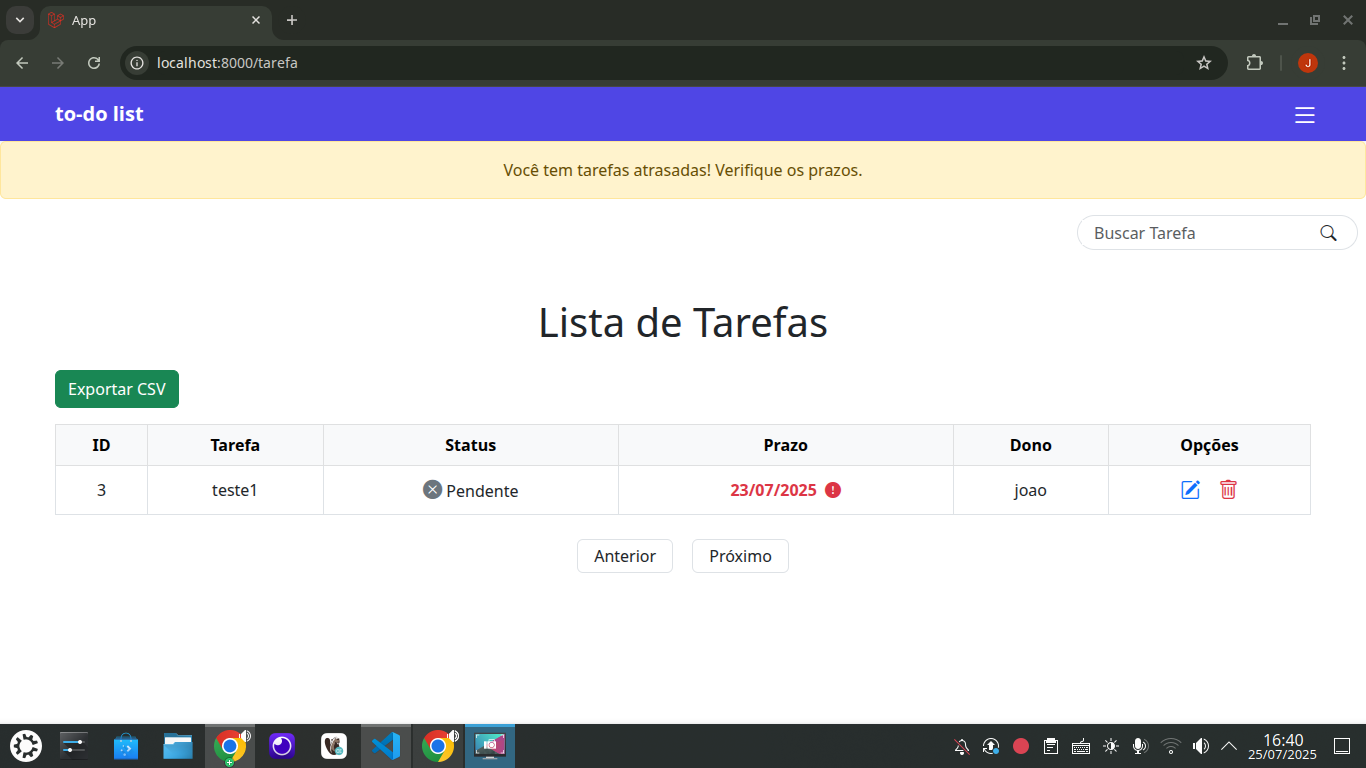 App
localhost:8000/tarefa
J
to-do list
Você tem tarefas atrasadas! Verifique os prazos.
Buscar Tarefa
Lista de Tarefas
Exportar CSV
ID Tarefa Status Prazo Dono Opções
3 teste1 Pendente 23/07/2025 joao
Anterior Próximo
16:40
25/07/2025